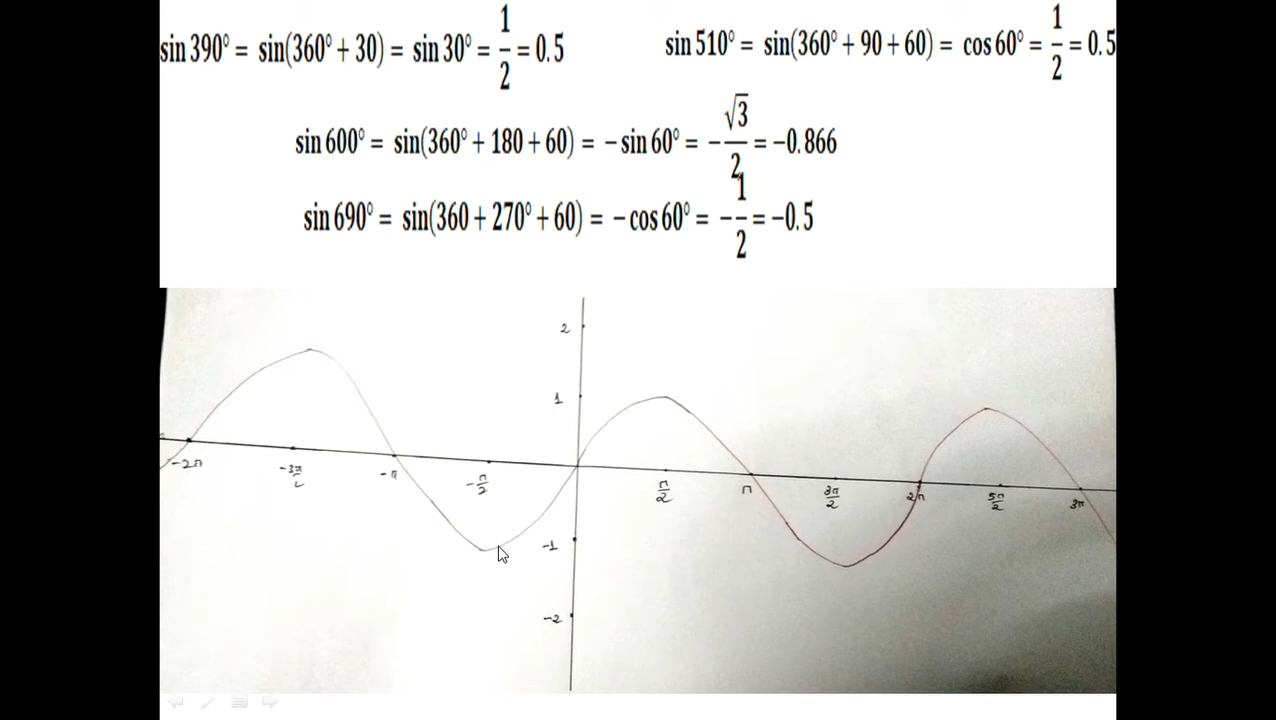 sin 390° = sin(360° + 30) = sin 30° = 1/2 = 0.5
sin 510° = sin(360° + 90 + 60) = cos 60° = 1/2 = 0.5
sin 600° = sin(360° + 180 + 60) = − sin 60° = −√3/2 = −0.866
sin 690° = sin(360 + 270° + 60) = − cos 60° = −1/2 = −0.5
2
1
-2π -3π/2 -π -π/2 π/2 π 3π/2 2π 5π/2 3π
-1
-2